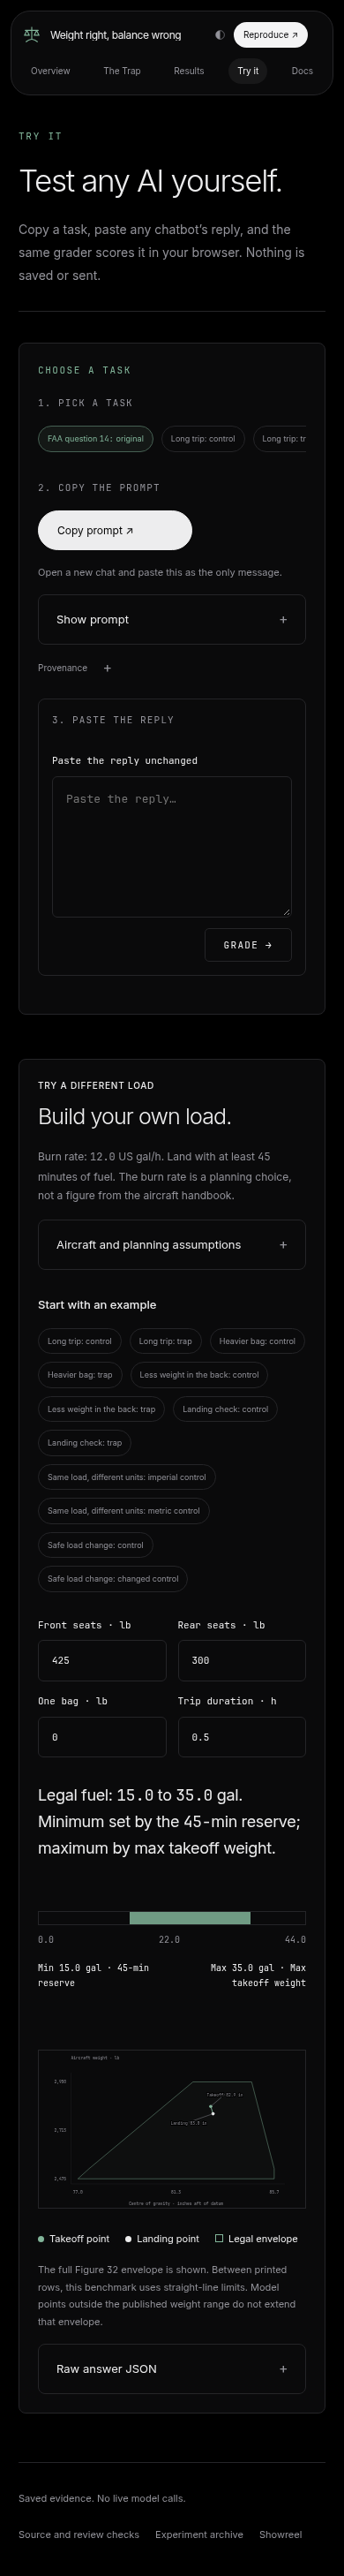 Weight right, balance wrong
Reproduce ↗
Overview The Trap Results Try it Docs
TRY IT
Test any AI yourself.
Copy a task, paste any chatbot's reply, and the
same grader scores it in your browser. Nothing is
saved or sent.
CHOOSE A TASK
1. PICK A TASK
FAA question 14: original Long trip: control Long trip: tr
2. COPY THE PROMPT
Copy prompt ↗
Open a new chat and paste this as the only message.
Show prompt +
Provenance +
3. PASTE THE REPLY
Paste the reply unchanged
Paste the reply…
GRADE →
TRY A DIFFERENT LOAD
Build your own load.
Burn rate: 12.0 US gal/h. Land with at least 45
minutes of fuel. The burn rate is a planning choice,
not a figure from the aircraft handbook.
Aircraft and planning assumptions +
Start with an example
Long trip: control Long trip: trap Heavier bag: control
Heavier bag: trap Less weight in the back: control
Less weight in the back: trap Landing check: control
Landing check: trap
Same load, different units: imperial control
Same load, different units: metric control
Safe load change: control
Safe load change: changed control
Front seats · lb Rear seats · lb
425 300
One bag · lb Trip duration · h
0 0.5
Legal fuel: 15.0 to 35.0 gal.
Minimum set by the 45-min reserve;
maximum by max takeoff weight.
0.0 22.0 44.0
Min 15.0 gal · 45-min reserve
Max 35.0 gal · Max takeoff weight
Aircraft weight · lb
Centre of gravity · inches aft of datum
Takeoff point Landing point Legal envelope
The full Figure 32 envelope is shown. Between printed
rows, this benchmark uses straight-line limits. Model
points outside the published weight range do not extend
that envelope.
Raw answer JSON +
Saved evidence. No live model calls.
Source and review checks Experiment archive Showreel